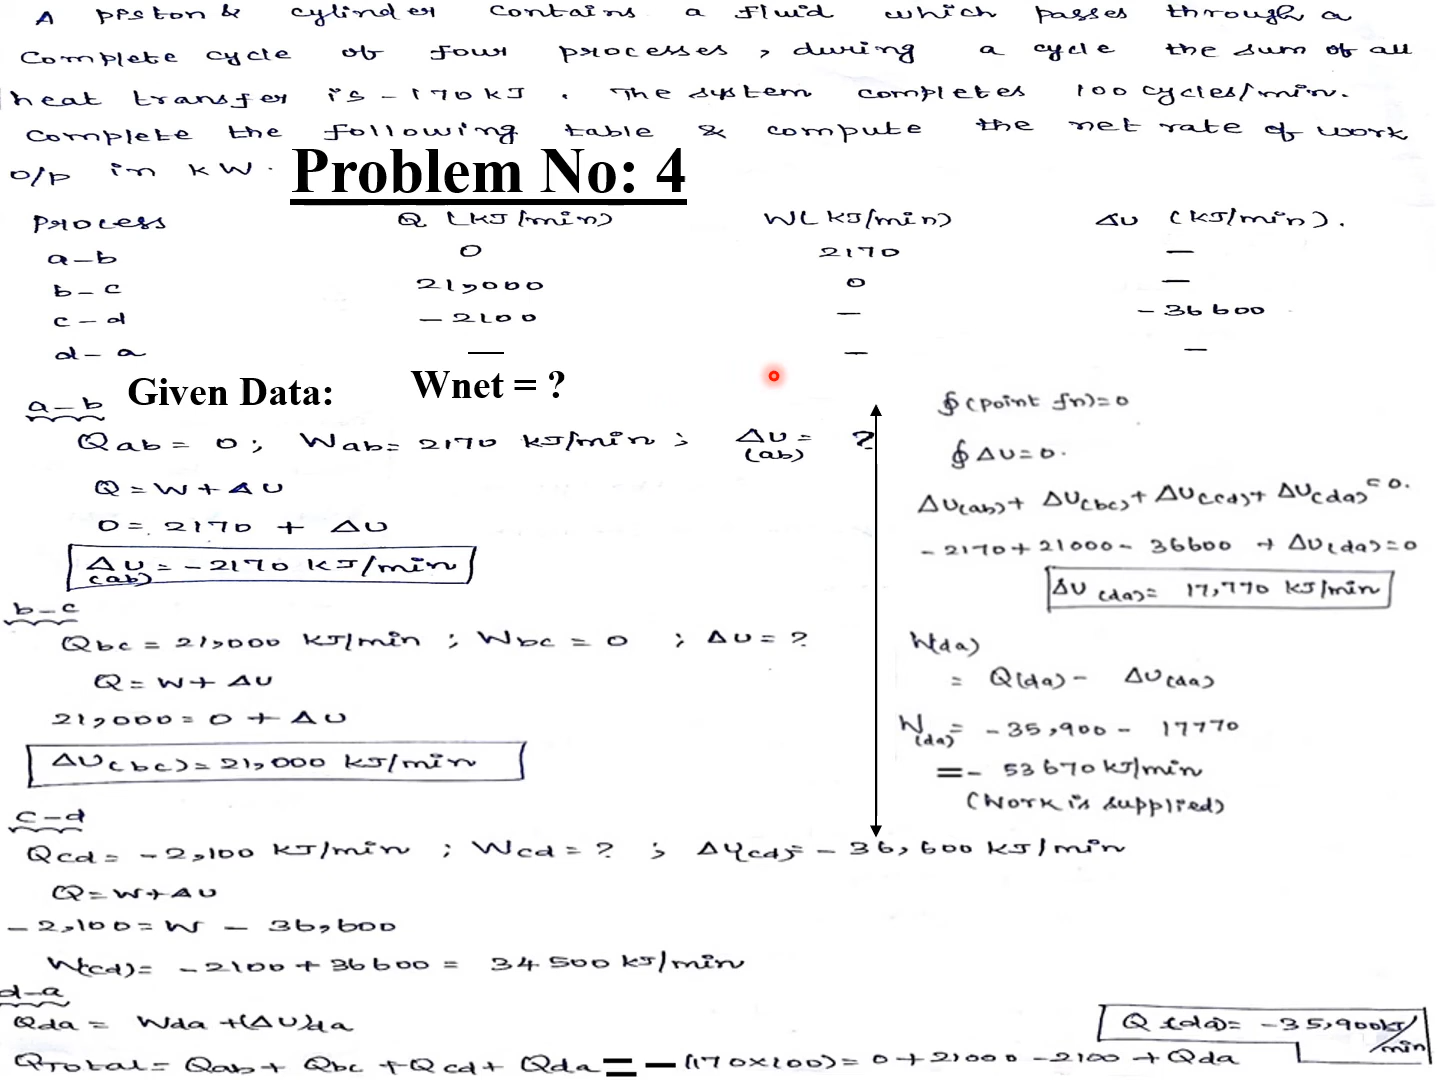 A piston & cylinder contains a fluid which passes through a
complete cycle of four processes, during a cycle the sum of all
heat transfer is -170 kJ. The system completes 100 cycles/min.
Complete the following table & compute the net rate of work
o/p in kW.
Problem No: 4
Process Q (kJ/min) W(kJ/min) ΔU (kJ/min).
a-b 0 2170 —
b-c 21,000 0 —
c-d -2100 — -36600
d-a — — —
Given Data: Wnet = ?
a-b
Qab = 0; Wab = 2170 kJ/min; ΔU(ab) = ?
Q = W + ΔU
0 = 2170 + ΔU
ΔU(ab) = -2170 kJ/min
b-c
Qbc = 21,000 kJ/min ; Wbc = 0 ; ΔU = ?
Q = W + ΔU
21,000 = 0 + ΔU
ΔU(bc) = 21,000 kJ/min
c-d
Qcd = -2,100 kJ/min ; Wcd = ? ; ΔU(cd) = -36,600 kJ/min
Q = W + ΔU
-2,100 = W - 36,600
W(cd) = -2100 + 36600 = 34500 kJ/min
d-a
Qda = Wda + (ΔU)da
QTotal = Qab + Qbc + Qcd + Qda = -(170×100) = 0 + 21000 - 2100 + Qda
Q(da) = -35,900 kJ/min
∮(point fn) = 0
∮ΔU = 0.
ΔU(ab) + ΔU(bc) + ΔU(cd) + ΔU(da) = 0.
-2170 + 21000 - 36600 + ΔU(da) = 0
ΔU(da) = 17,770 kJ/min
W(da)
= Q(da) - ΔU(da)
W(da) = -35,900 - 17770
= - 53670 kJ/min
(Work is supplied)